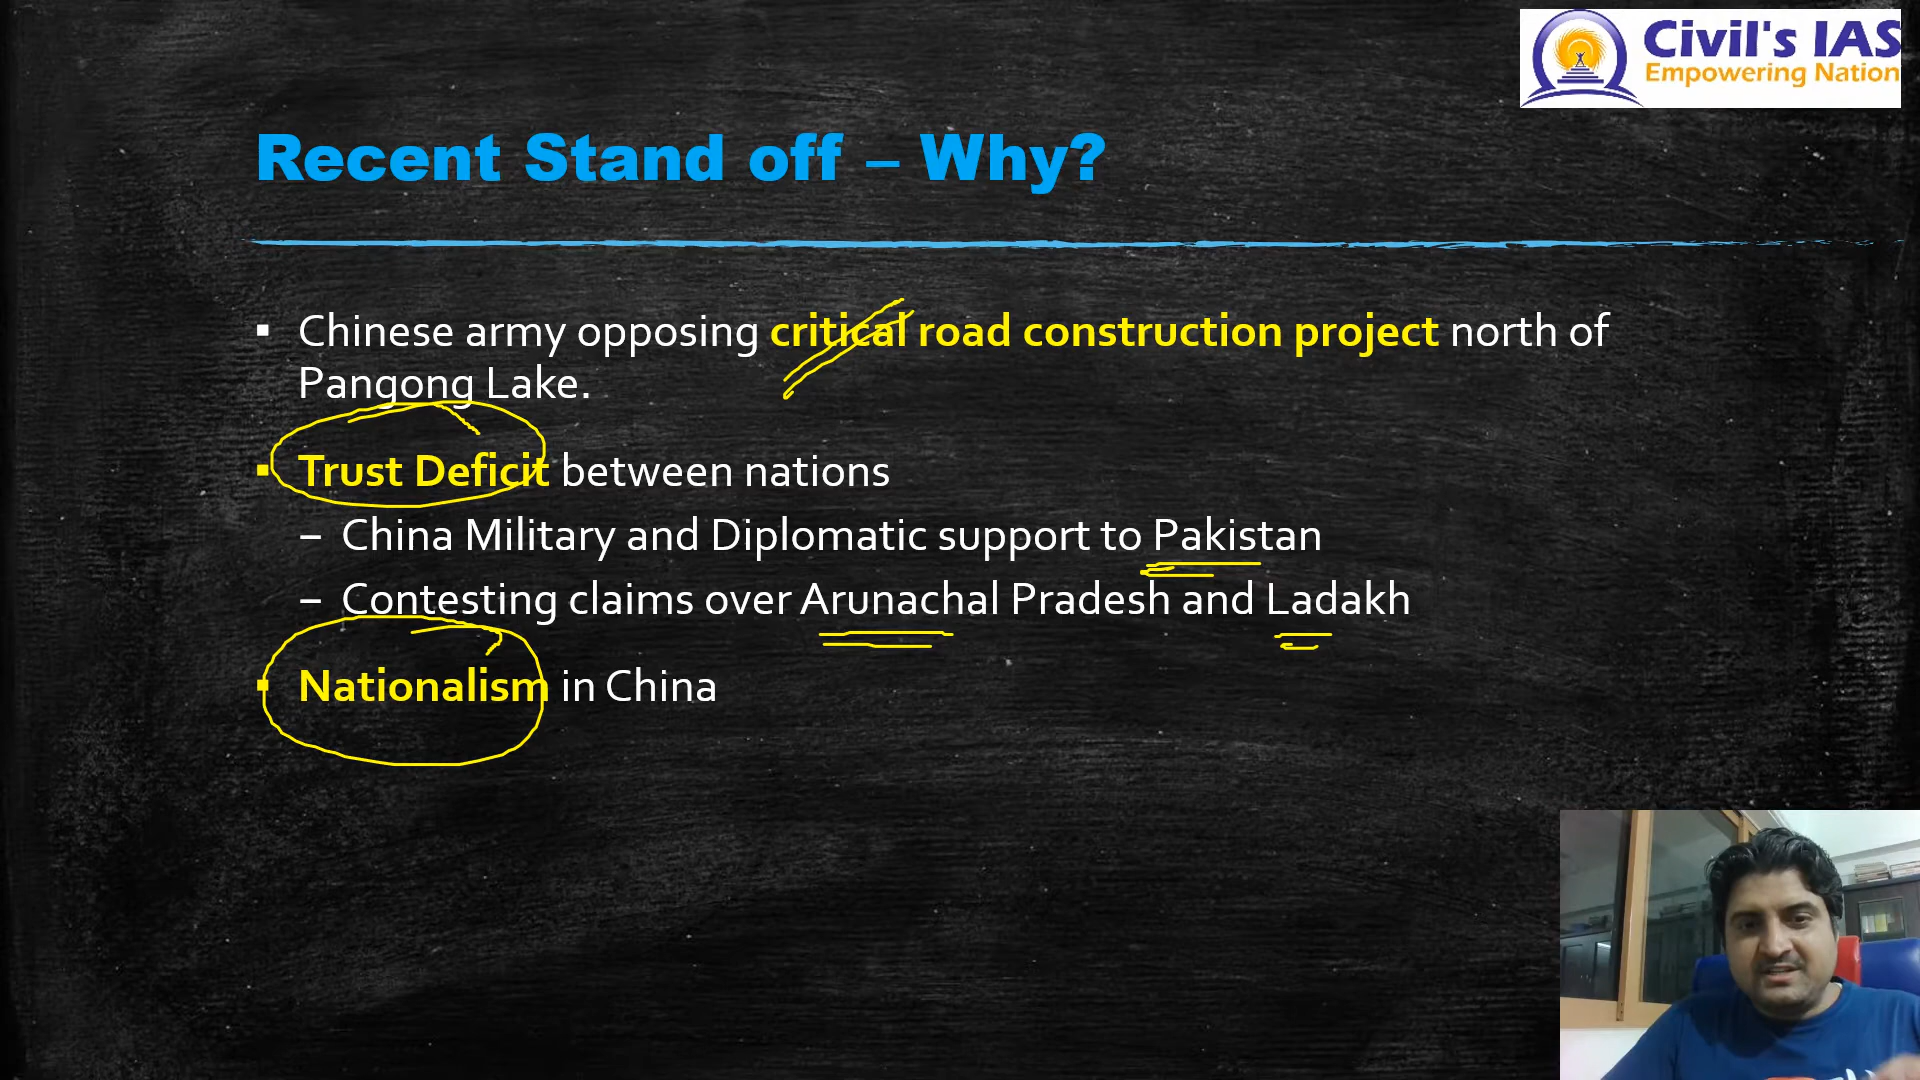 Civil's IAS
Empowering Nation
Recent Stand off – Why?
▪ Chinese army opposing critical road construction project north of
Pangong Lake.
▪ Trust Deficit between nations
– China Military and Diplomatic support to Pakistan
– Contesting claims over Arunachal Pradesh and Ladakh
▪ Nationalism in China